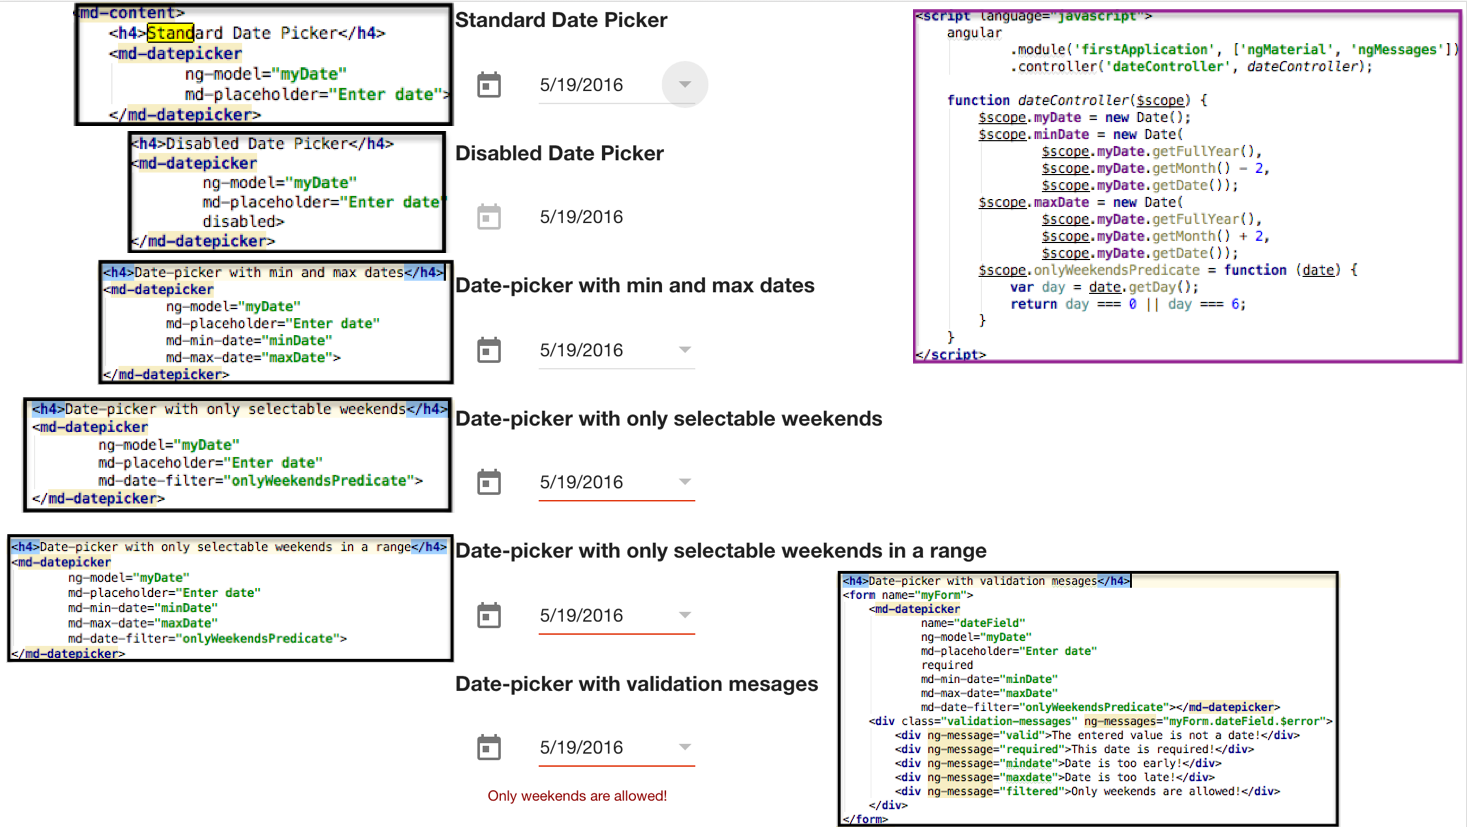 md-content>
<h4>Standard Date Picker</h4>
<md-datepicker
ng-model="myDate"
md-placeholder="Enter date">
</md-datepicker>
Standard Date Picker
5/19/2016
<h4>Disabled Date Picker</h4>
<md-datepicker
ng-model="myDate"
md-placeholder="Enter date"
disabled>
</md-datepicker>
Disabled Date Picker
5/19/2016
<h4>Date-picker with min and max dates</h4>
<md-datepicker
ng-model="myDate"
md-placeholder="Enter date"
md-min-date="minDate"
md-max-date="maxDate">
</md-datepicker>
Date-picker with min and max dates
5/19/2016
<h4>Date-picker with only selectable weekends</h4>
<md-datepicker
ng-model="myDate"
md-placeholder="Enter date"
md-date-filter="onlyWeekendsPredicate">
</md-datepicker>
Date-picker with only selectable weekends
5/19/2016
<h4>Date-picker with only selectable weekends in a range</h4>
<md-datepicker
ng-model="myDate"
md-placeholder="Enter date"
md-min-date="minDate"
md-max-date="maxDate"
md-date-filter="onlyWeekendsPredicate">
</md-datepicker>
Date-picker with only selectable weekends in a range
5/19/2016
Date-picker with validation mesages
5/19/2016
Only weekends are allowed!
<script language="javascript">
angular
.module('firstApplication', ['ngMaterial', 'ngMessages'])
.controller('dateController', dateController);
function dateController($scope) {
$scope.myDate = new Date();
$scope.minDate = new Date(
$scope.myDate.getFullYear(),
$scope.myDate.getMonth() - 2,
$scope.myDate.getDate());
$scope.maxDate = new Date(
$scope.myDate.getFullYear(),
$scope.myDate.getMonth() + 2,
$scope.myDate.getDate());
$scope.onlyWeekendsPredicate = function (date) {
var day = date.getDay();
return day === 0 || day === 6;
}
}
</script>
<h4>Date-picker with validation mesages</h4>
<form name="myForm">
<md-datepicker
name="dateField"
ng-model="myDate"
md-placeholder="Enter date"
required
md-min-date="minDate"
md-max-date="maxDate"
md-date-filter="onlyWeekendsPredicate"></md-datepicker>
<div class="validation-messages" ng-messages="myForm.dateField.$error">
<div ng-message="valid">The entered value is not a date!</div>
<div ng-message="required">This date is required!</div>
<div ng-message="mindate">Date is too early!</div>
<div ng-message="maxdate">Date is too late!</div>
<div ng-message="filtered">Only weekends are allowed!</div>
</div>
</form>